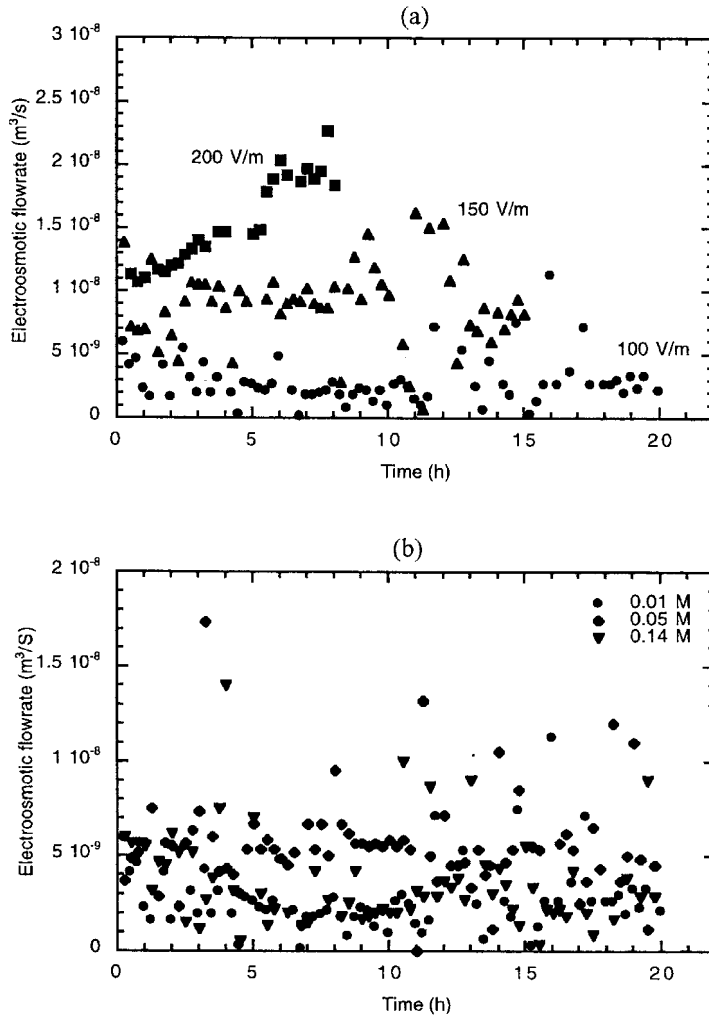 (a)
3 10⁻⁸
2.5 10⁻⁸
2 10⁻⁸
1.5 10⁻⁸
1 10⁻⁸
5 10⁻⁹
0
Electroosmotic flowrate (m³/s)
200 V/m
150 V/m
100 V/m
0 5 10 15 20
Time (h)
(b)
2 10⁻⁸
1.5 10⁻⁸
1 10⁻⁸
5 10⁻⁹
0
Electroosmotic flowrate (m³/S)
0.01 M
0.05 M
0.14 M
0 5 10 15 20
Time (h)